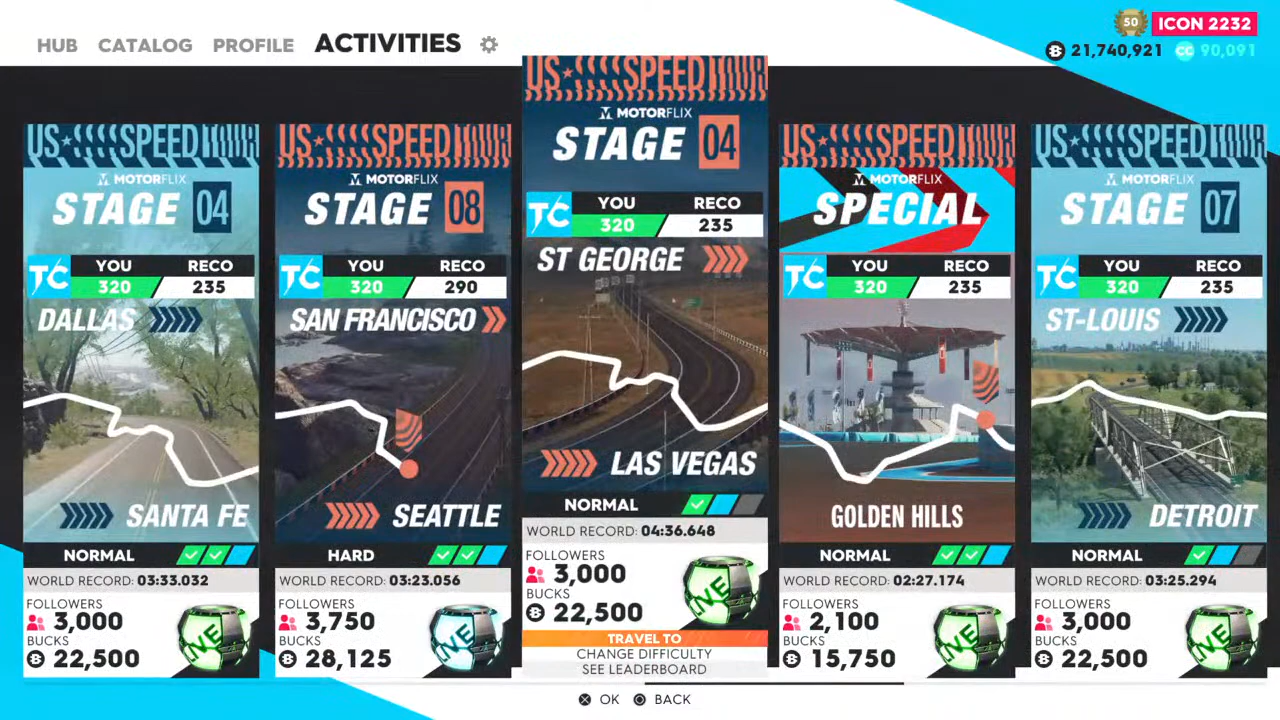 HUB CATALOG PROFILE ACTIVITIES
50 ICON 2232
21,740,921 CC 90,091
US SPEED TOUR
MOTORFLIX
STAGE 04
TC YOU RECO
320 235
DALLAS
SANTA FE
NORMAL
WORLD RECORD: 03:33.032
FOLLOWERS
3,000
BUCKS
22,500
US SPEED TOUR
MOTORFLIX
STAGE 08
TC YOU RECO
320 290
SAN FRANCISCO
SEATTLE
HARD
WORLD RECORD: 03:23.056
FOLLOWERS
3,750
BUCKS
28,125
US SPEED TOUR
MOTORFLIX
STAGE 04
TC YOU RECO
320 235
ST GEORGE
LAS VEGAS
NORMAL
WORLD RECORD: 04:36.648
FOLLOWERS
3,000
BUCKS
22,500
TRAVEL TO
CHANGE DIFFICULTY
SEE LEADERBOARD
US SPEED TOUR
MOTORFLIX
SPECIAL
TC YOU RECO
320 235
GOLDEN HILLS
NORMAL
WORLD RECORD: 02:27.174
FOLLOWERS
2,100
BUCKS
15,750
US SPEED TOUR
MOTORFLIX
STAGE 07
TC YOU RECO
320 235
ST-LOUIS
DETROIT
NORMAL
WORLD RECORD: 03:25.294
FOLLOWERS
3,000
BUCKS
22,500
OK BACK